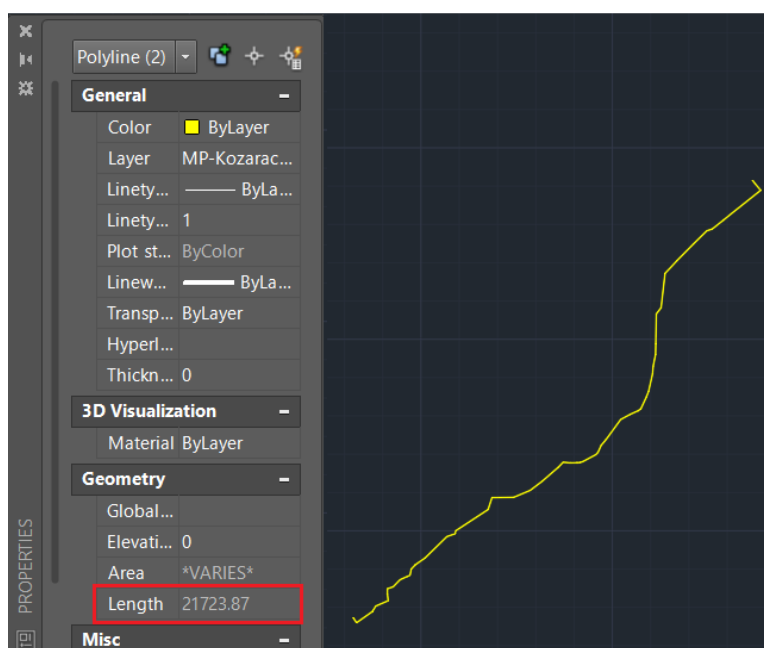 Polyline (2)
General
Color ByLayer
Layer MP-Kozarac...
Linety... ByLa...
Linety... 1
Plot st... ByColor
Linew... ByLa...
Transp... ByLayer
Hyperl...
Thickn... 0
3D Visualization
Material ByLayer
Geometry
Global...
Elevati... 0
Area *VARIES*
Length 21723.87
Misc
PROPERTIES